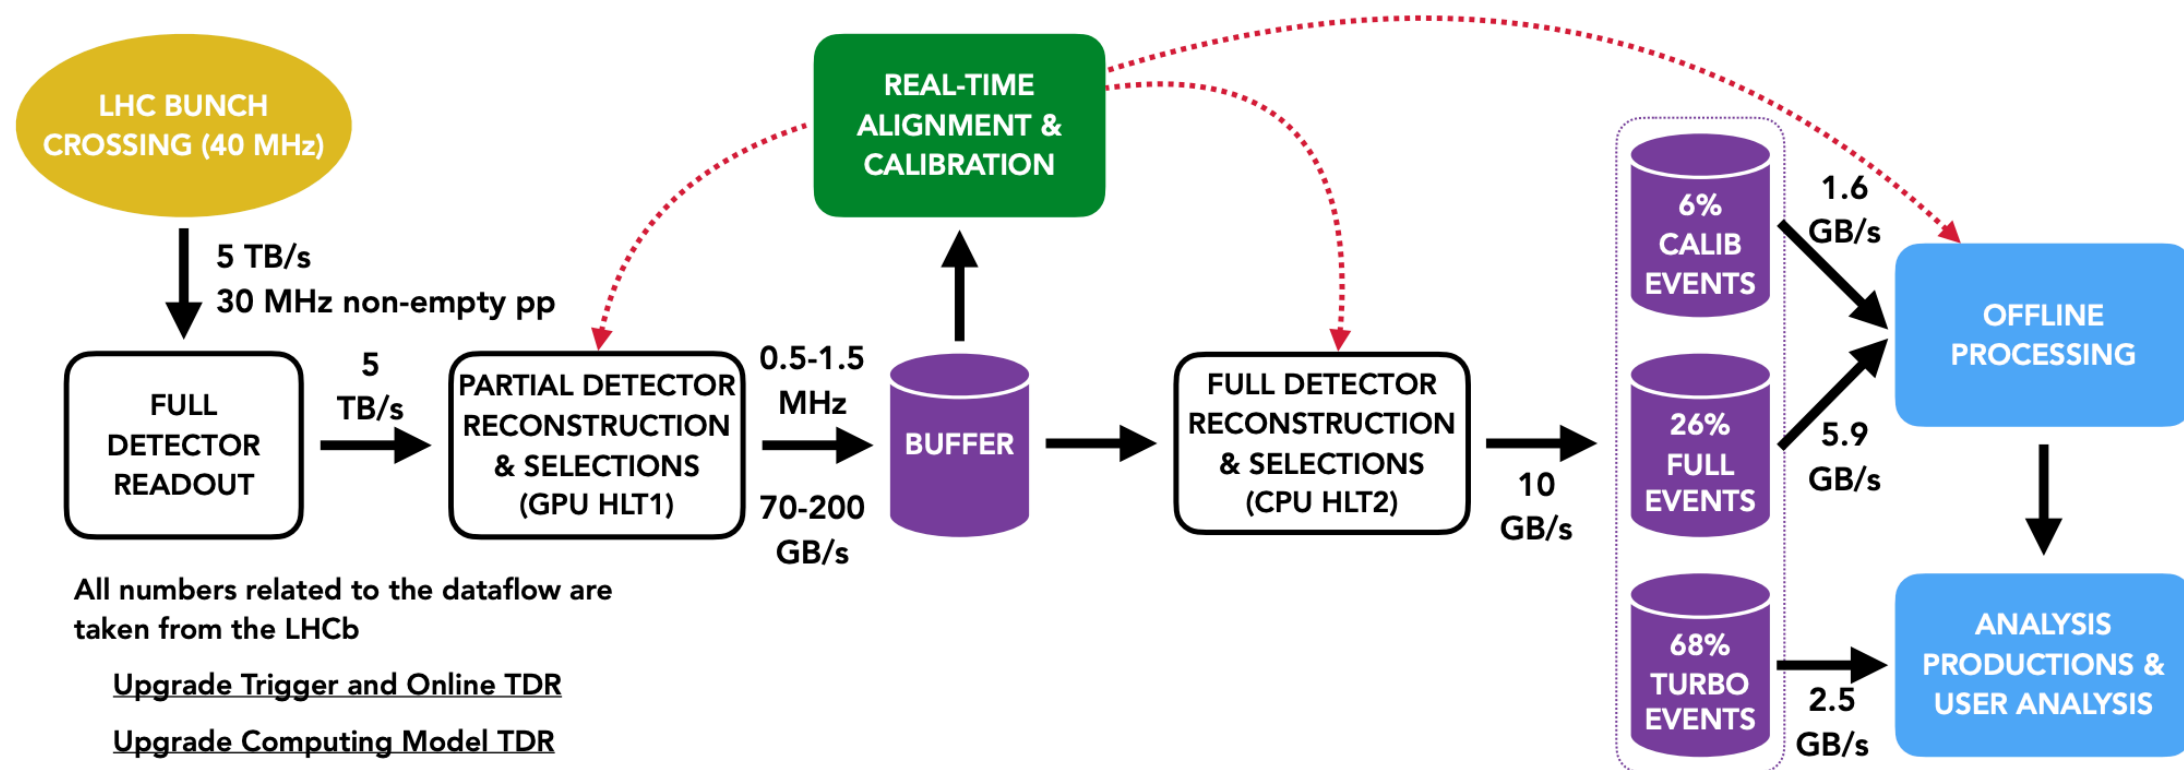 LHC BUNCH
CROSSING (40 MHz)
5 TB/s
30 MHz non-empty pp
FULL
DETECTOR
READOUT
5
TB/s
PARTIAL DETECTOR
RECONSTRUCTION
& SELECTIONS
(GPU HLT1)
0.5-1.5
MHz
70-200
GB/s
REAL-TIME
ALIGNMENT &
CALIBRATION
BUFFER
FULL DETECTOR
RECONSTRUCTION
& SELECTIONS
(CPU HLT2)
10
GB/s
6%
CALIB
EVENTS
1.6
GB/s
26%
FULL
EVENTS
5.9
GB/s
68%
TURBO
EVENTS
2.5
GB/s
OFFLINE
PROCESSING
ANALYSIS
PRODUCTIONS &
USER ANALYSIS
All numbers related to the dataflow are
taken from the LHCb
Upgrade Trigger and Online TDR
Upgrade Computing Model TDR